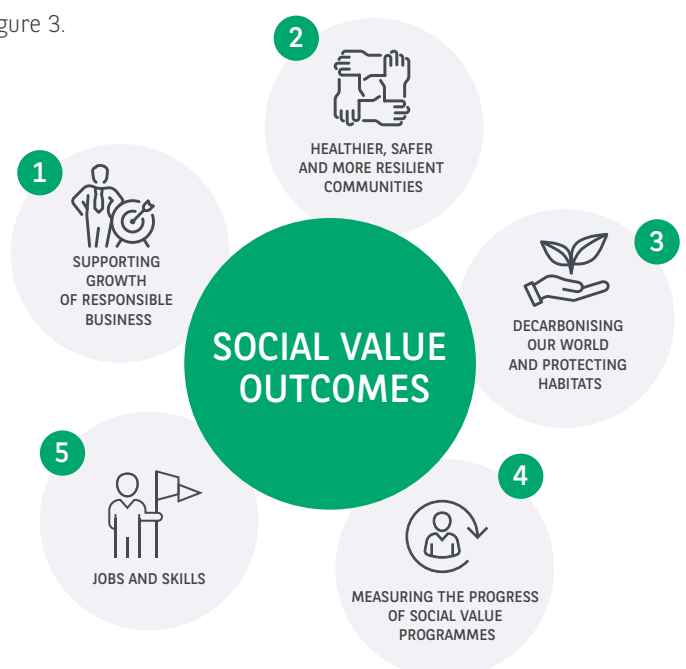 gure 3.
1
SUPPORTING
GROWTH
OF RESPONSIBLE
BUSINESS
2
HEALTHIER, SAFER
AND MORE RESILIENT
COMMUNITIES
3
DECARBONISING
OUR WORLD
AND PROTECTING
HABITATS
4
MEASURING THE PROGRESS
OF SOCIAL VALUE
PROGRAMMES
5
JOBS AND SKILLS
SOCIAL VALUE
OUTCOMES